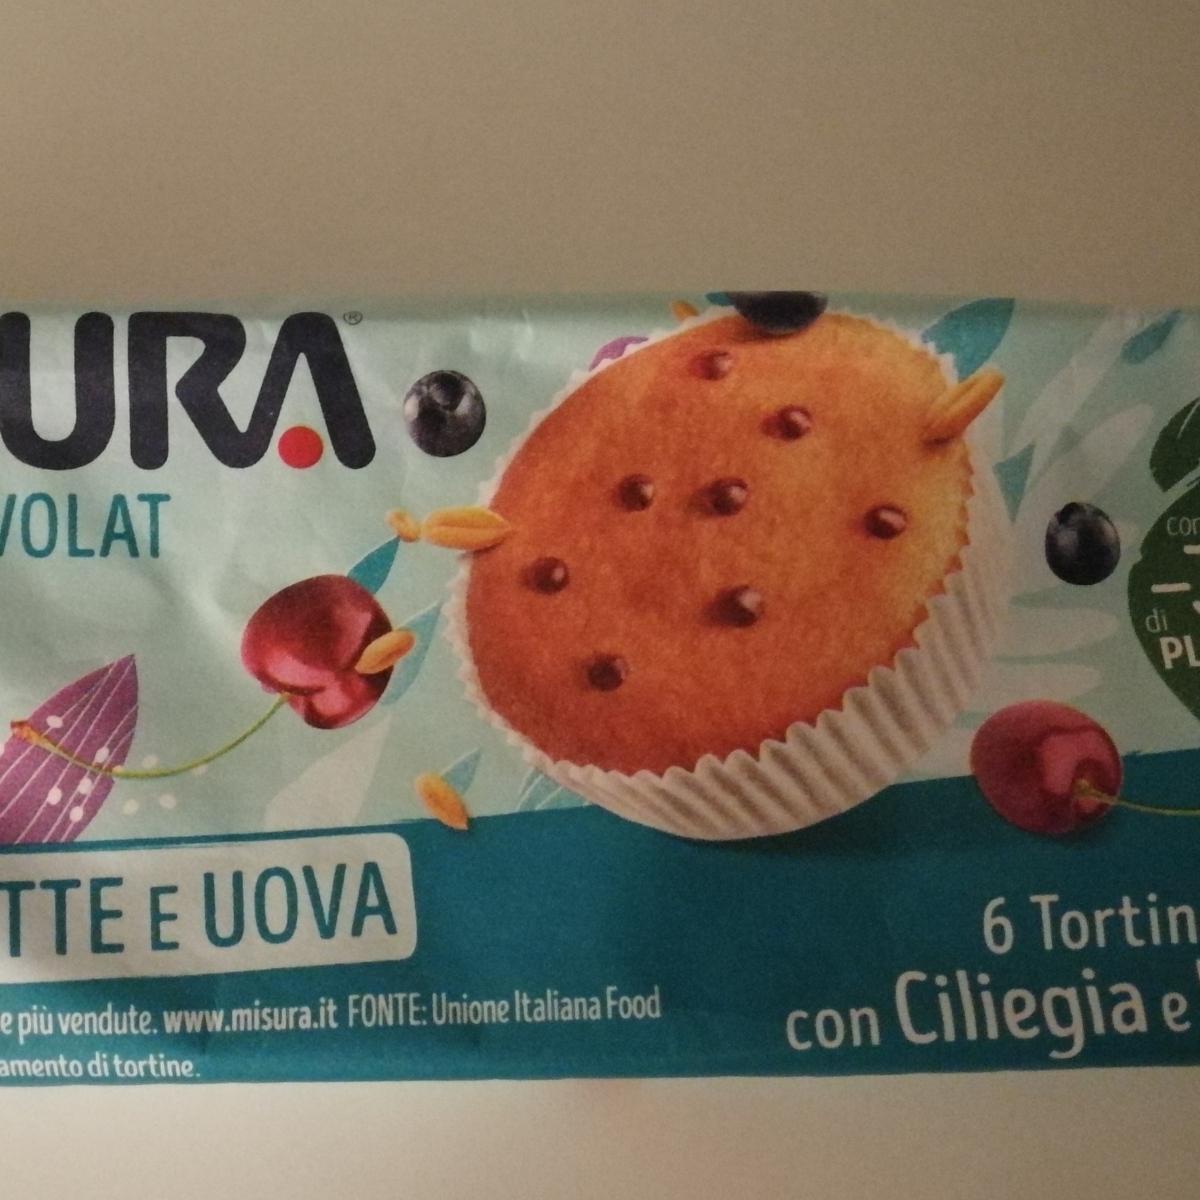 URA®
VOLAT
con
di
PL
TTE E UOVA
6 Tortin
con Ciliegia e
e più vendute. www.misura.it FONTE: Unione Italiana Food
amento di tortine.